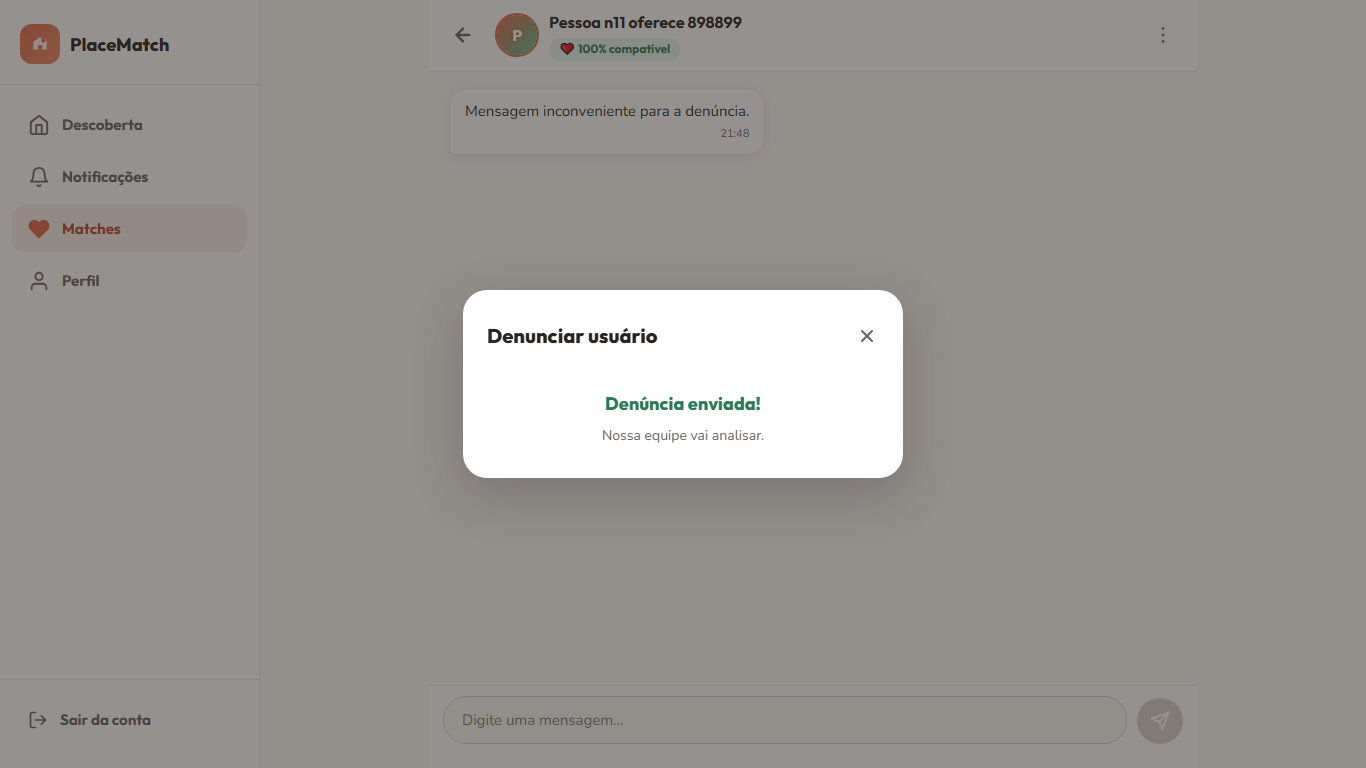 PlaceMatch
Descoberta
Notificações
Matches
Perfil
Sair da conta
P
Pessoa n11 oferece 898899
100% compatível
Mensagem inconveniente para a denúncia.
21:48
Denunciar usuário
Denúncia enviada!
Nossa equipe vai analisar.
Digite uma mensagem...